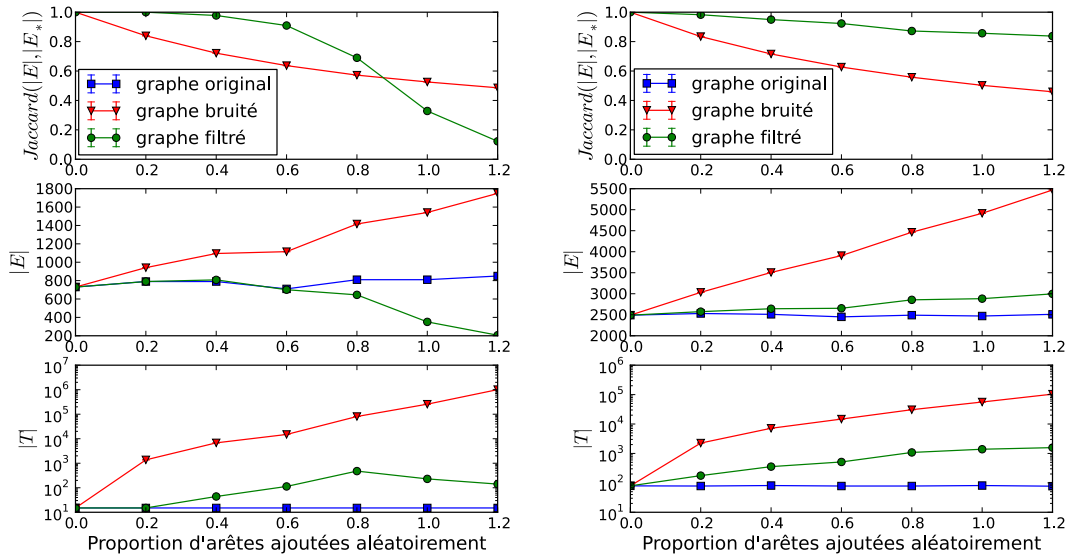 Jaccard(|E|,|E_*|)
1.0
0.8
0.6
0.4
0.2
0.0
graphe original
graphe bruité
graphe filtré
0.0 0.2 0.4 0.6 0.8 1.0 1.2
|E|
1800
1600
1400
1200
1000
800
600
400
200
0.0 0.2 0.4 0.6 0.8 1.0 1.2
|T|
10^7
10^6
10^5
10^4
10^3
10^2
10^1
0.0 0.2 0.4 0.6 0.8 1.0 1.2
Proportion d'arêtes ajoutées aléatoirement
Jaccard(|E|,|E_*|)
1.0
0.8
0.6
0.4
0.2
0.0
graphe original
graphe bruité
graphe filtré
0.0 0.2 0.4 0.6 0.8 1.0 1.2
|E|
5500
5000
4500
4000
3500
3000
2500
2000
0.0 0.2 0.4 0.6 0.8 1.0 1.2
|T|
10^6
10^5
10^4
10^3
10^2
10^1
0.0 0.2 0.4 0.6 0.8 1.0 1.2
Proportion d'arêtes ajoutées aléatoirement